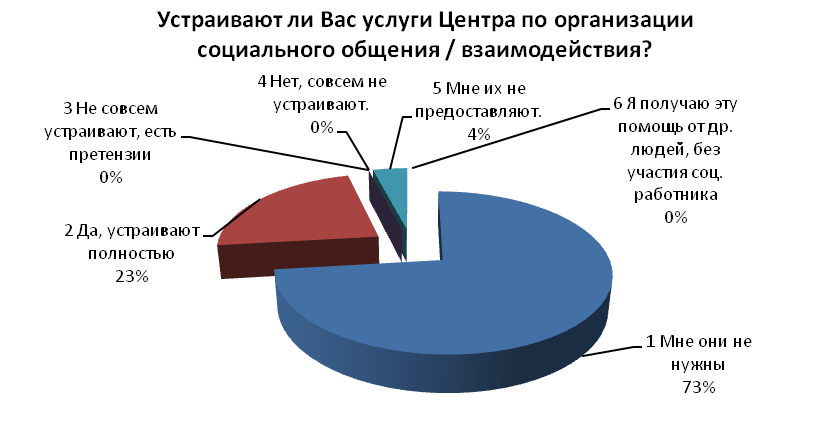 Устраивают ли Вас услуги Центра по организации
социального общения / взаимодействия?
4 Нет, совсем не
устраивают.
0%
5 Мне их не
предоставляют.
4%
6 Я получаю эту
помощь от др.
людей, без
участия соц.
работника
0%
3 Не совсем
устраивают, есть
претензии
0%
2 Да, устраивают
полностью
23%
1 Мне они не
нужны
73%